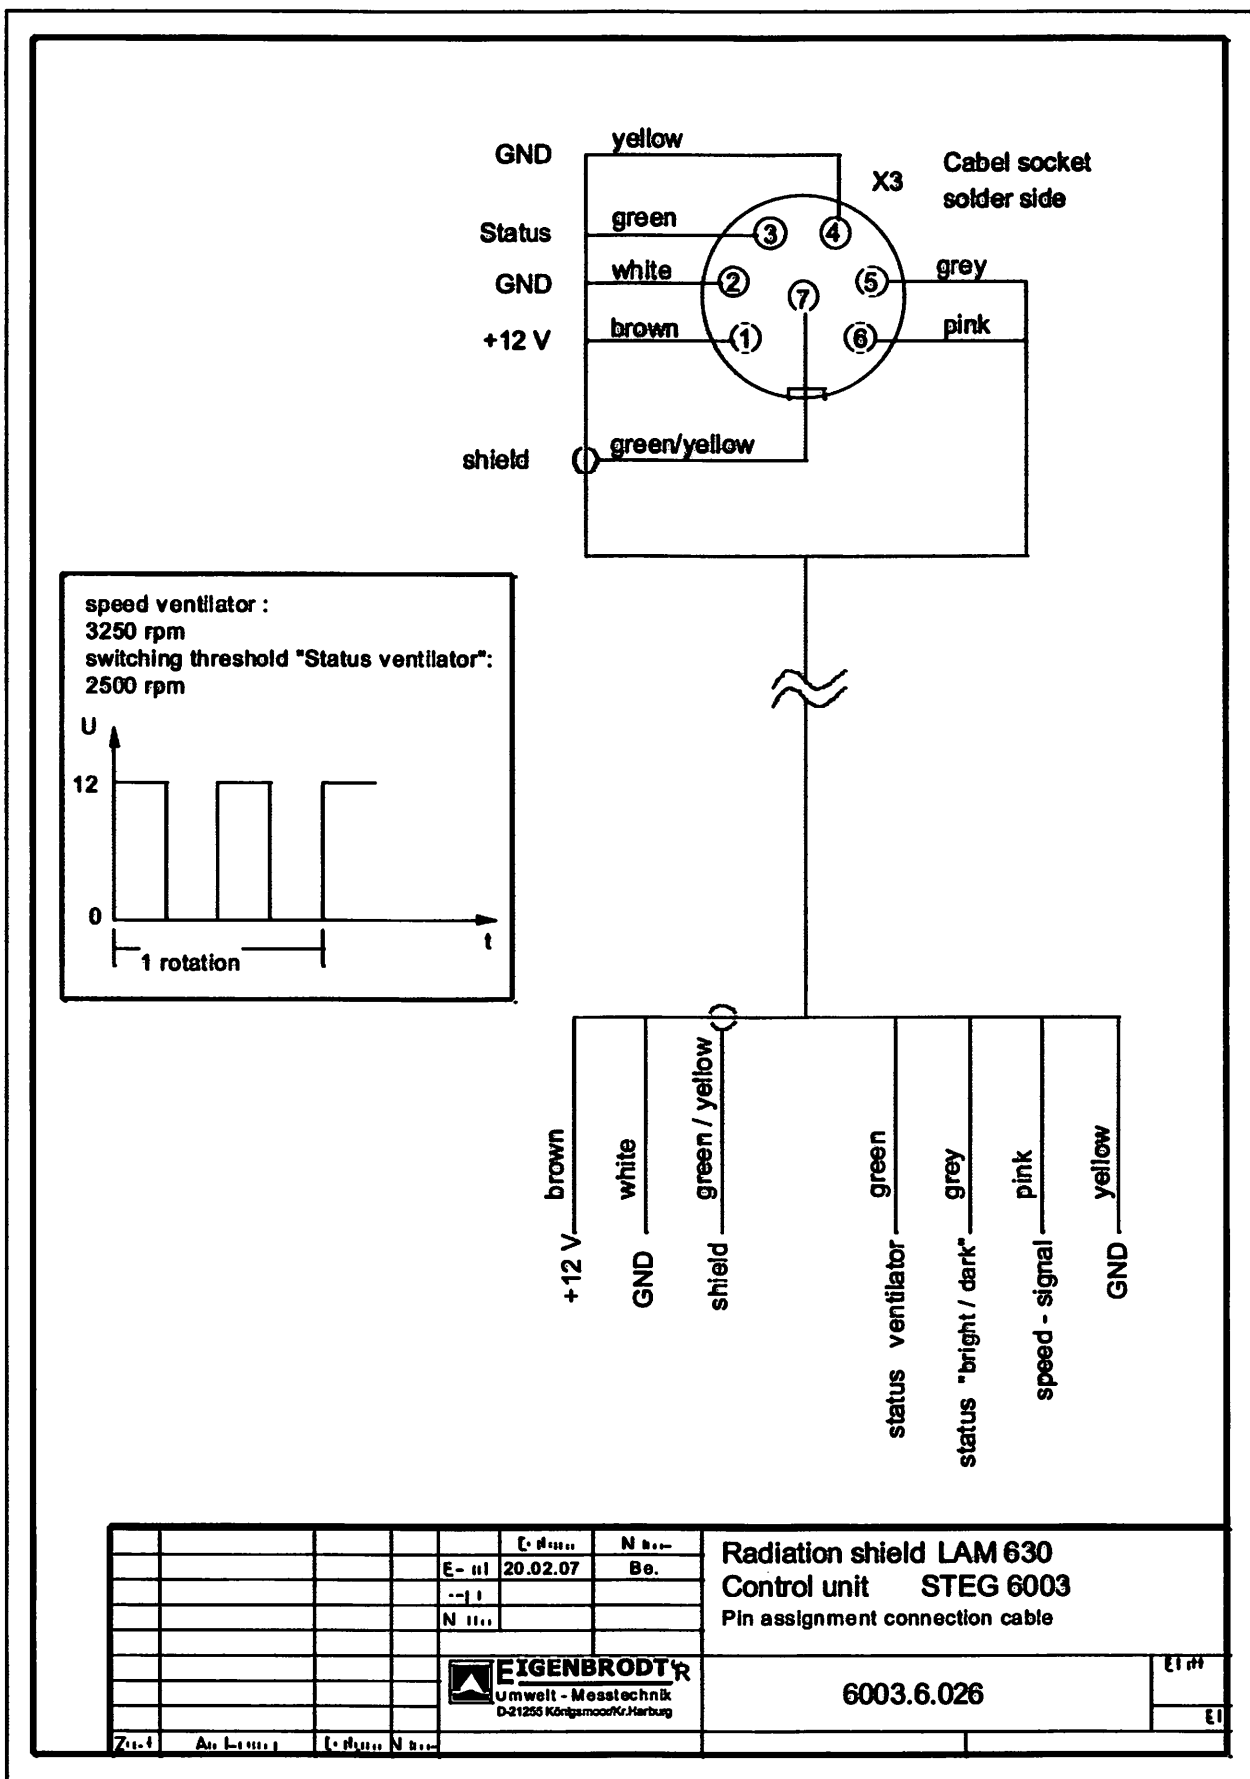 yellow
GND
X3
Cabel socket
solder side
green
Status
3
4
white
grey
GND
2
7
5
brown
pink
+12 V
1
6
green/yellow
shield
speed ventilator :
3250 rpm
switching threshold "Status ventilator":
2500 rpm
U
12
0
t
1 rotation
brown
white
green / yellow
green
grey
pink
yellow
+12 V
GND
shield
status ventilator
status "bright / dark"
speed - signal
GND
20.02.07
Be.
Radiation shield LAM 630
Control unit STEG 6003
Pin assignment connection cable
EIGENBRODT
Umwelt - Messtechnik
D-21255 Königsmoor/Kr.Harburg
6003.6.026